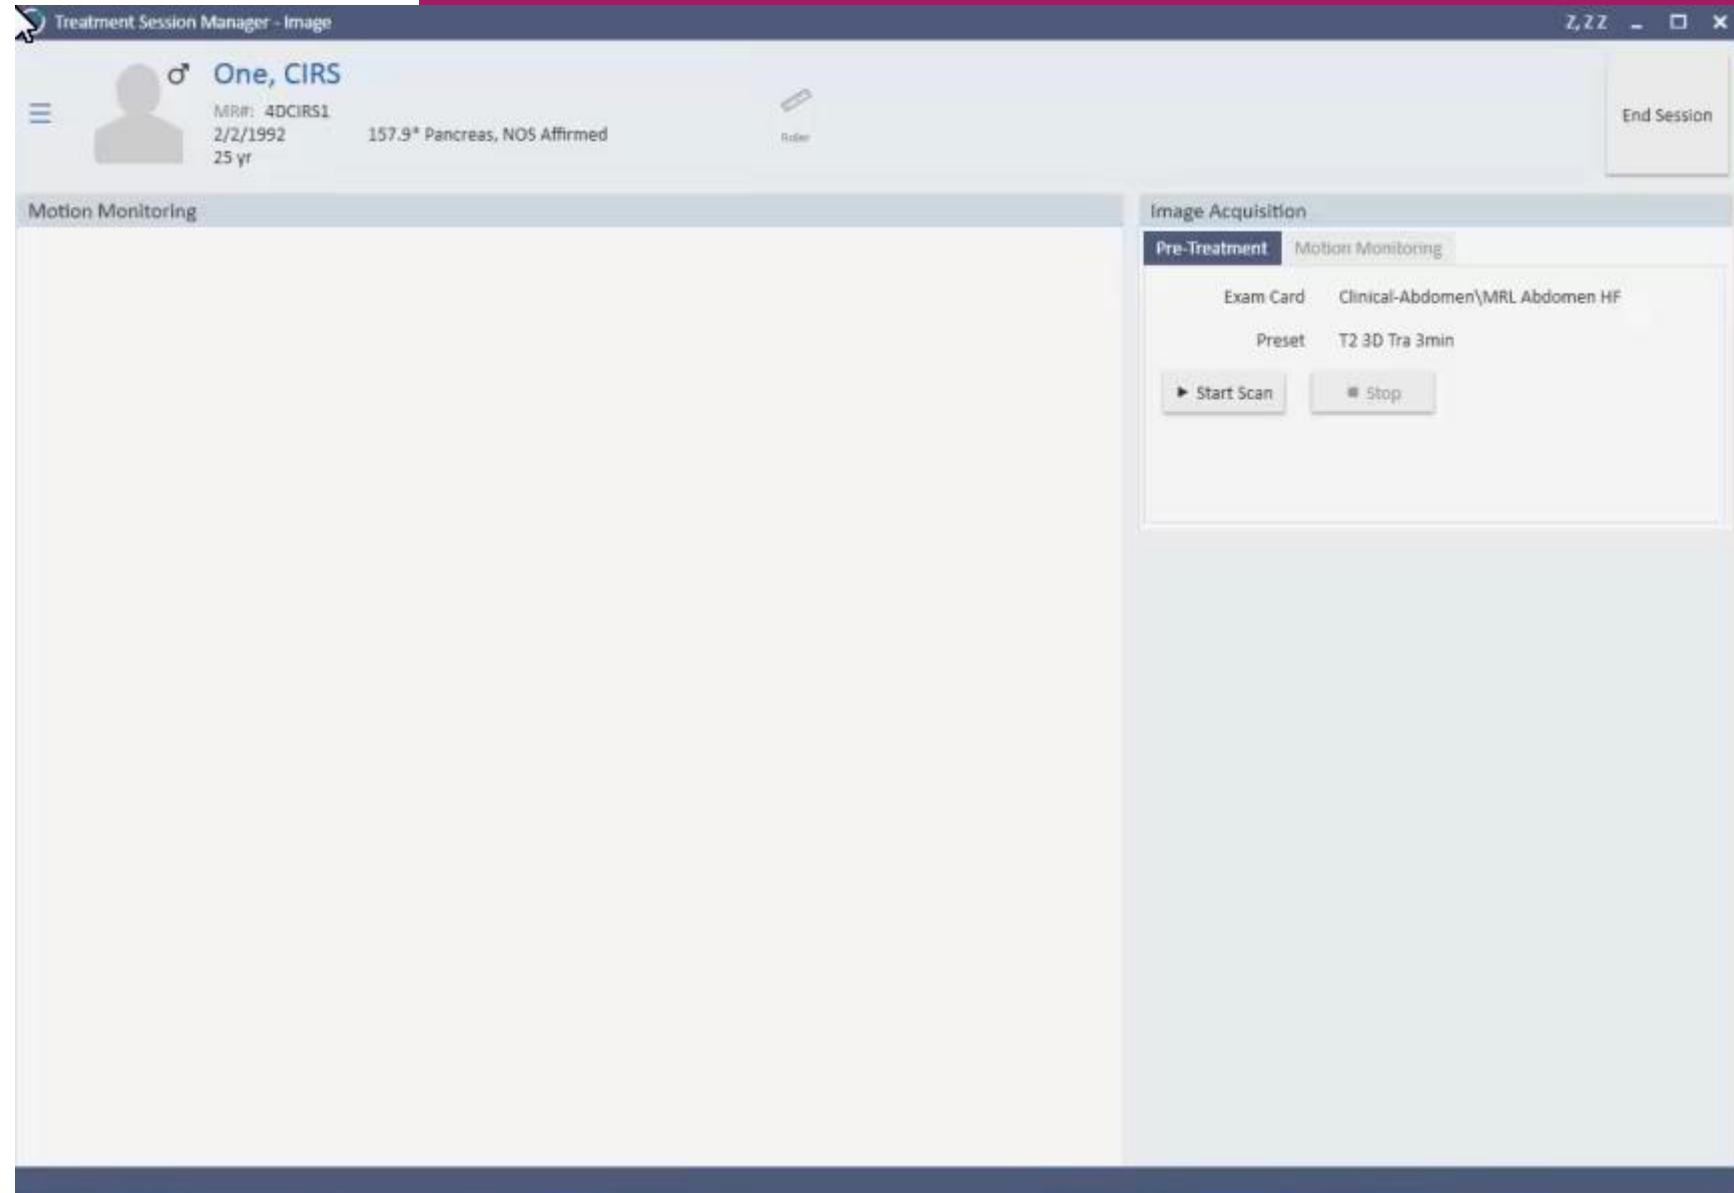 Treatment Session Manager - Image
Z, Z Z
One, CIRS
MR#: 4DCIRS1
2/2/1992
157.9* Pancreas, NOS Affirmed
25 yr
Roller
End Session
Motion Monitoring
Image Acquisition
Pre-Treatment
Motion Monitoring
Exam Card
Clinical-Abdomen\MRL Abdomen HF
Preset
T2 3D Tra 3min
Start Scan
Stop